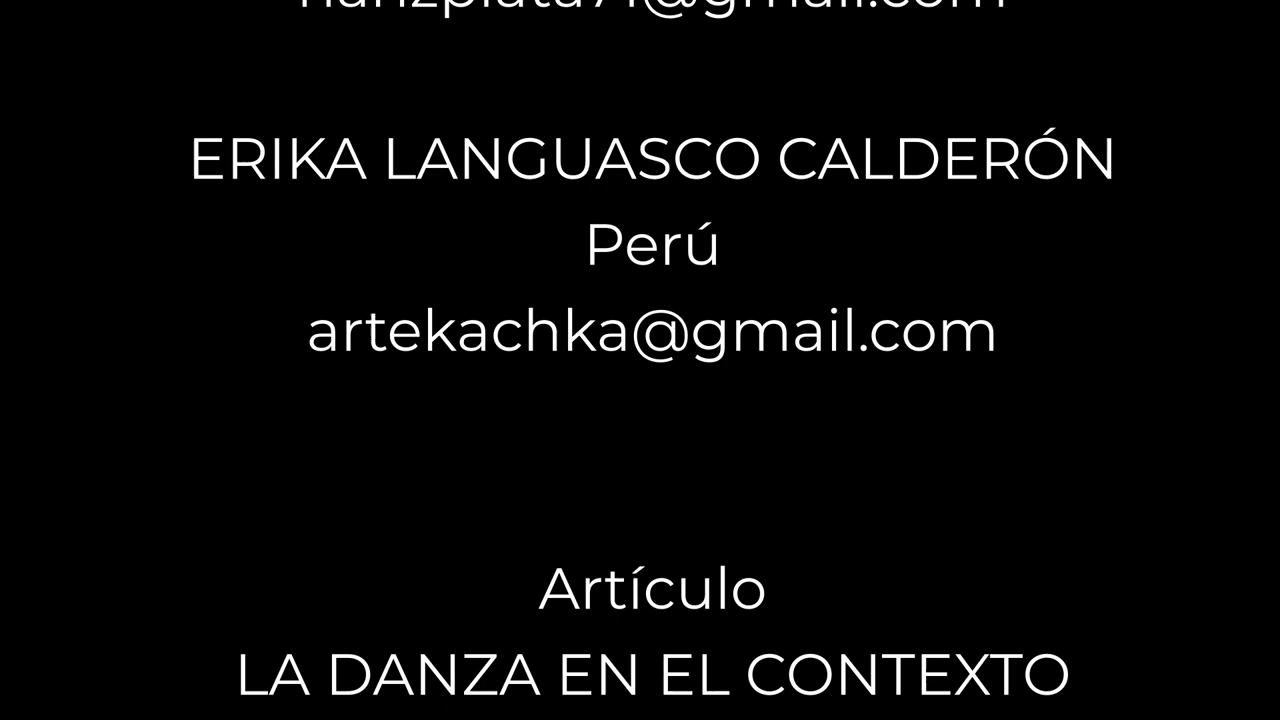 ERIKA LANGUASCO CALDERÓN
Perú
artekachka@gmail.com
Artículo
LA DANZA EN EL CONTEXTO